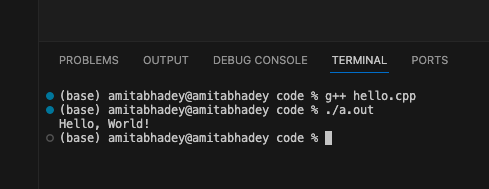 PROBLEMS OUTPUT DEBUG CONSOLE TERMINAL PORTS
(base) amitabhadey@amitabhadey code % g++ hello.cpp
(base) amitabhadey@amitabhadey code % ./a.out
Hello, World!
(base) amitabhadey@amitabhadey code %